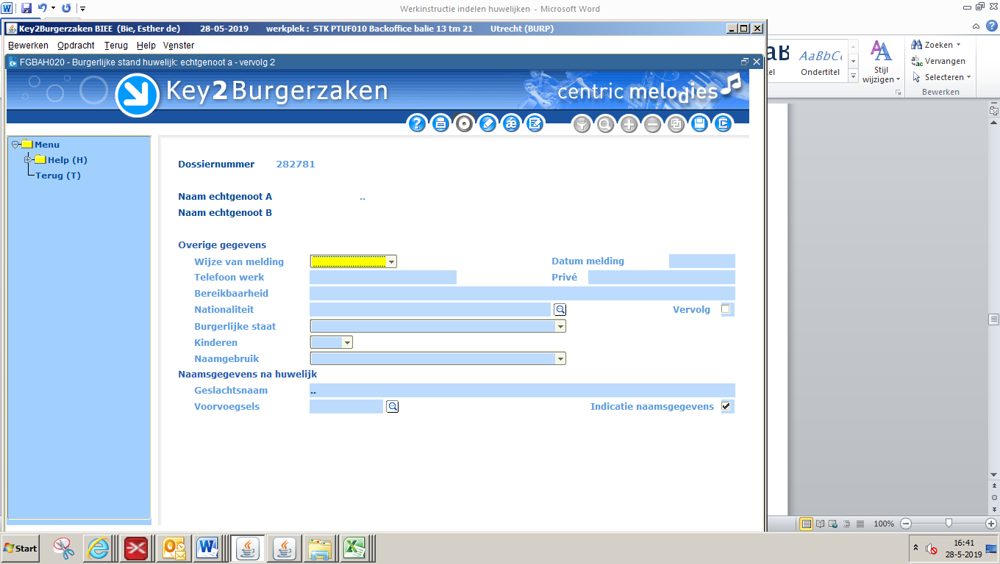 Werkinstructie indelen huwelijken - Microsoft Word
Key2Burgerzaken BIEE (Bie, Esther de) 28-05-2019 werkplek : STK PTUF010 Backoffice balie 13 tm 21 Utrecht (BURP)
Bewerken Opdracht Terug Help Venster
FGBAH020 - Burgerlijke stand huwelijk: echtgenoot a - vervolg 2
Key2Burgerzaken
centric melodies
Menu
Help (H)
Terug (T)
Dossiernummer 282781
Naam echtgenoot A ..
Naam echtgenoot B
Overige gegevens
Wijze van melding Datum melding
Telefoon werk Privé
Bereikbaarheid
Nationaliteit Vervolg
Burgerlijke staat
Kinderen
Naamgebruik
Naamsgegevens na huwelijk
Geslachtsnaam ..
Voorvoegsels Indicatie naamsgegevens
AaBbCc
Ondertitel
Stijl
wijzigen
Zoeken
Vervangen
Selecteren
Bewerken
100%
Start
16:41
28-5-2019